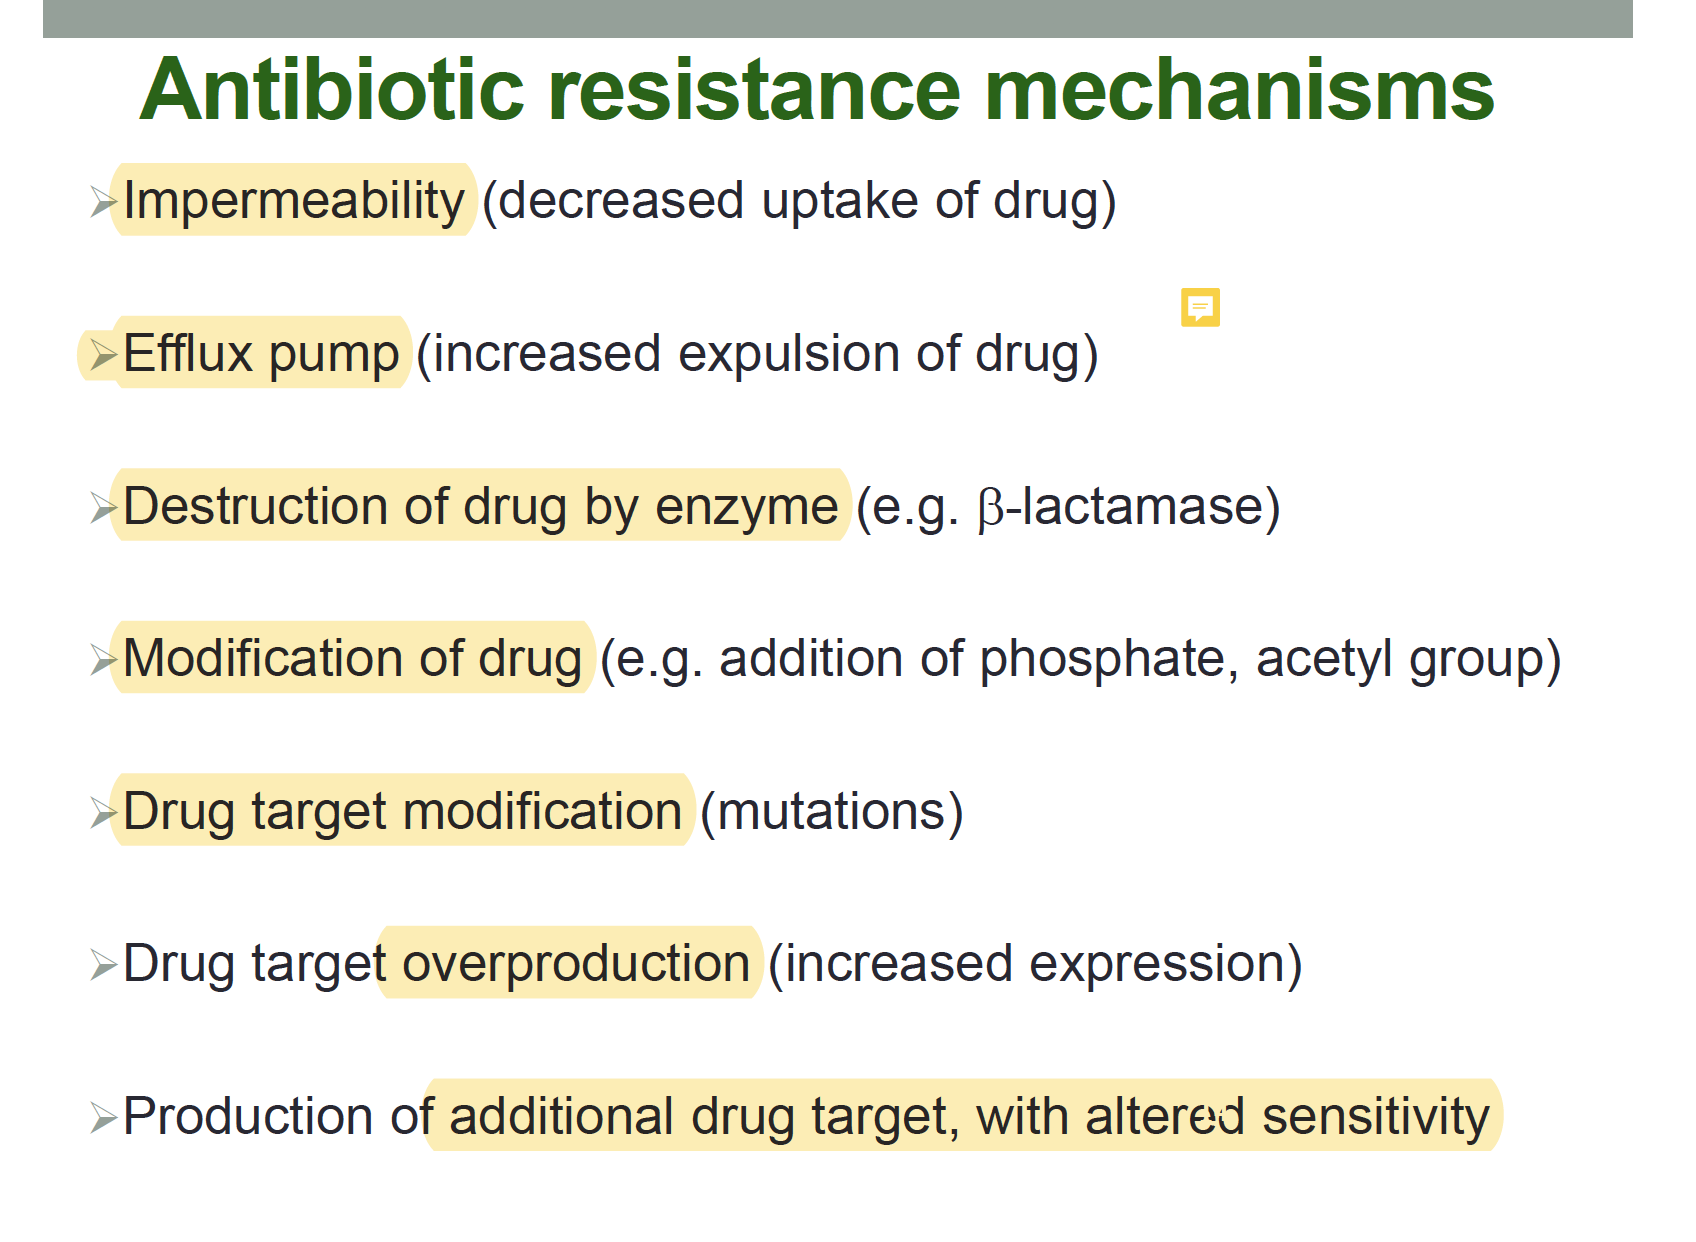 Antibiotic resistance mechanisms
➢Impermeability (decreased uptake of drug)
➢Efflux pump (increased expulsion of drug)
➢Destruction of drug by enzyme (e.g. β-lactamase)
➢Modification of drug (e.g. addition of phosphate, acetyl group)
➢Drug target modification (mutations)
➢Drug target overproduction (increased expression)
➢Production of additional drug target, with altered sensitivity